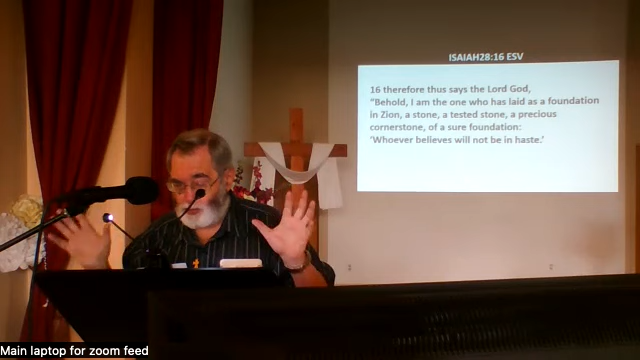 ISAIAH28:16 ESV
16 therefore thus says the Lord God,
“Behold, I am the one who has laid as a foundation
in Zion, a stone, a tested stone, a precious
cornerstone, of a sure foundation:
‘Whoever believes will not be in haste.’
Main laptop for zoom feed